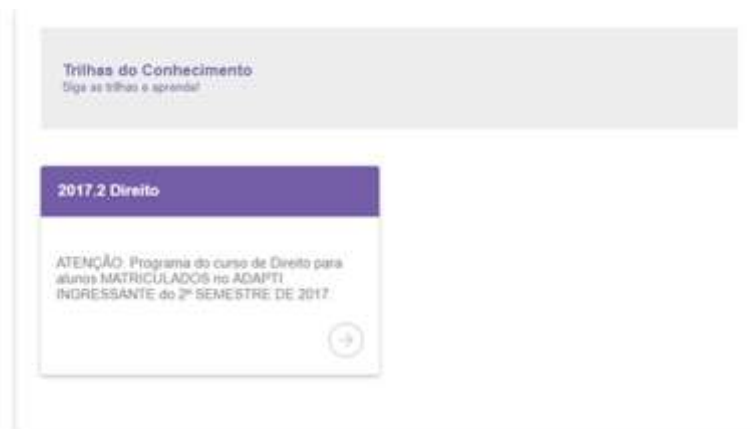 Trilhas do Conhecimento
Siga as trilhas e aprenda!
2017.2 Direito
ATENÇÃO: Programa do curso de Direito para
alunos MATRICULADOS no ADAPTI
INGRESSANTE do 2º SEMESTRE DE 2017.